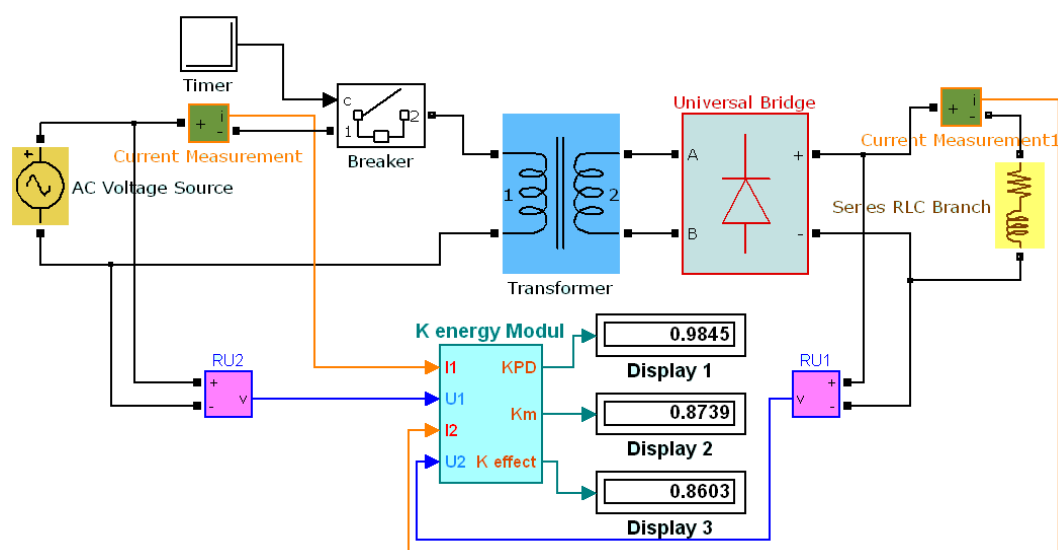 Timer
c
1
2
Breaker
+
i
-
Current Measurement
+
AC Voltage Source
1
2
Transformer
Universal Bridge
A
B
+
-
+
i
-
Current Measurement1
Series RLC Branch
K energy Modul
I1
U1
I2
U2
KPD
Km
K effect
0.9845
Display 1
0.8739
Display 2
0.8603
Display 3
RU2
+
-
v
RU1
+
-
v